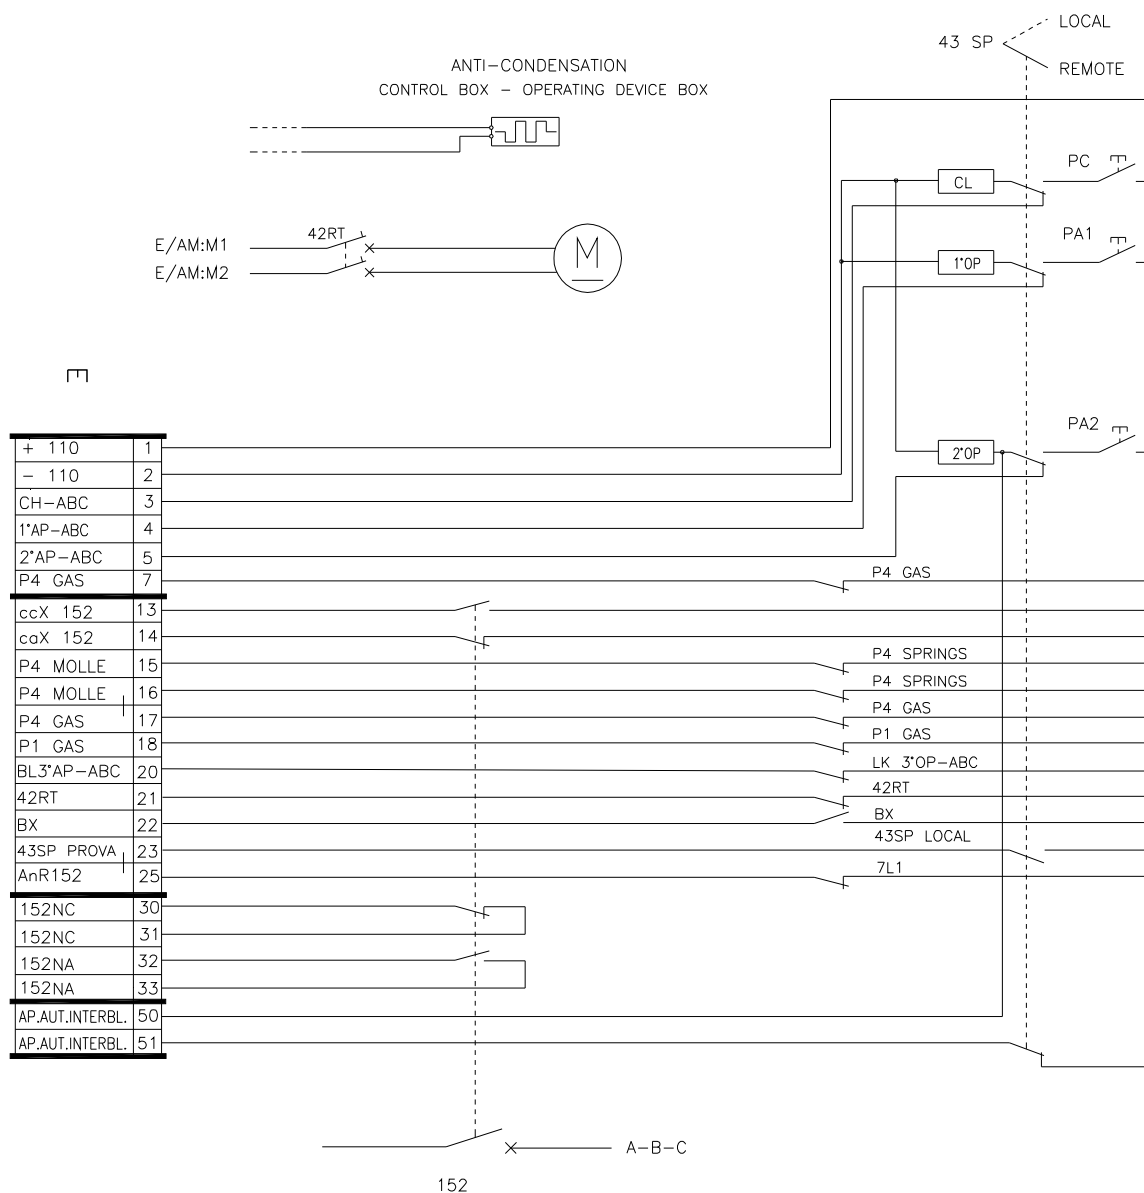 LOCAL
43 SP
REMOTE
ANTI-CONDENSATION
CONTROL BOX - OPERATING DEVICE BOX
PC
CL
42RT
E/AM:M1
E/AM:M2
M
PA1
1°OP
E
PA2
2°OP
+ 110 1
- 110 2
CH-ABC 3
1°AP-ABC 4
2°AP-ABC 5
P4 GAS 7 P4 GAS
ccX 152 13
caX 152 14
P4 MOLLE 15 P4 SPRINGS
P4 MOLLE 16 P4 SPRINGS
P4 GAS 17 P4 GAS
P1 GAS 18 P1 GAS
BL3°AP-ABC 20 LK 3°OP-ABC
42RT 21 42RT
BX 22 BX
43SP PROVA 23 43SP LOCAL
AnR152 25 7L1
152NC 30
152NC 31
152NA 32
152NA 33
AP.AUT.INTERBL. 50
AP.AUT.INTERBL. 51
A-B-C
152